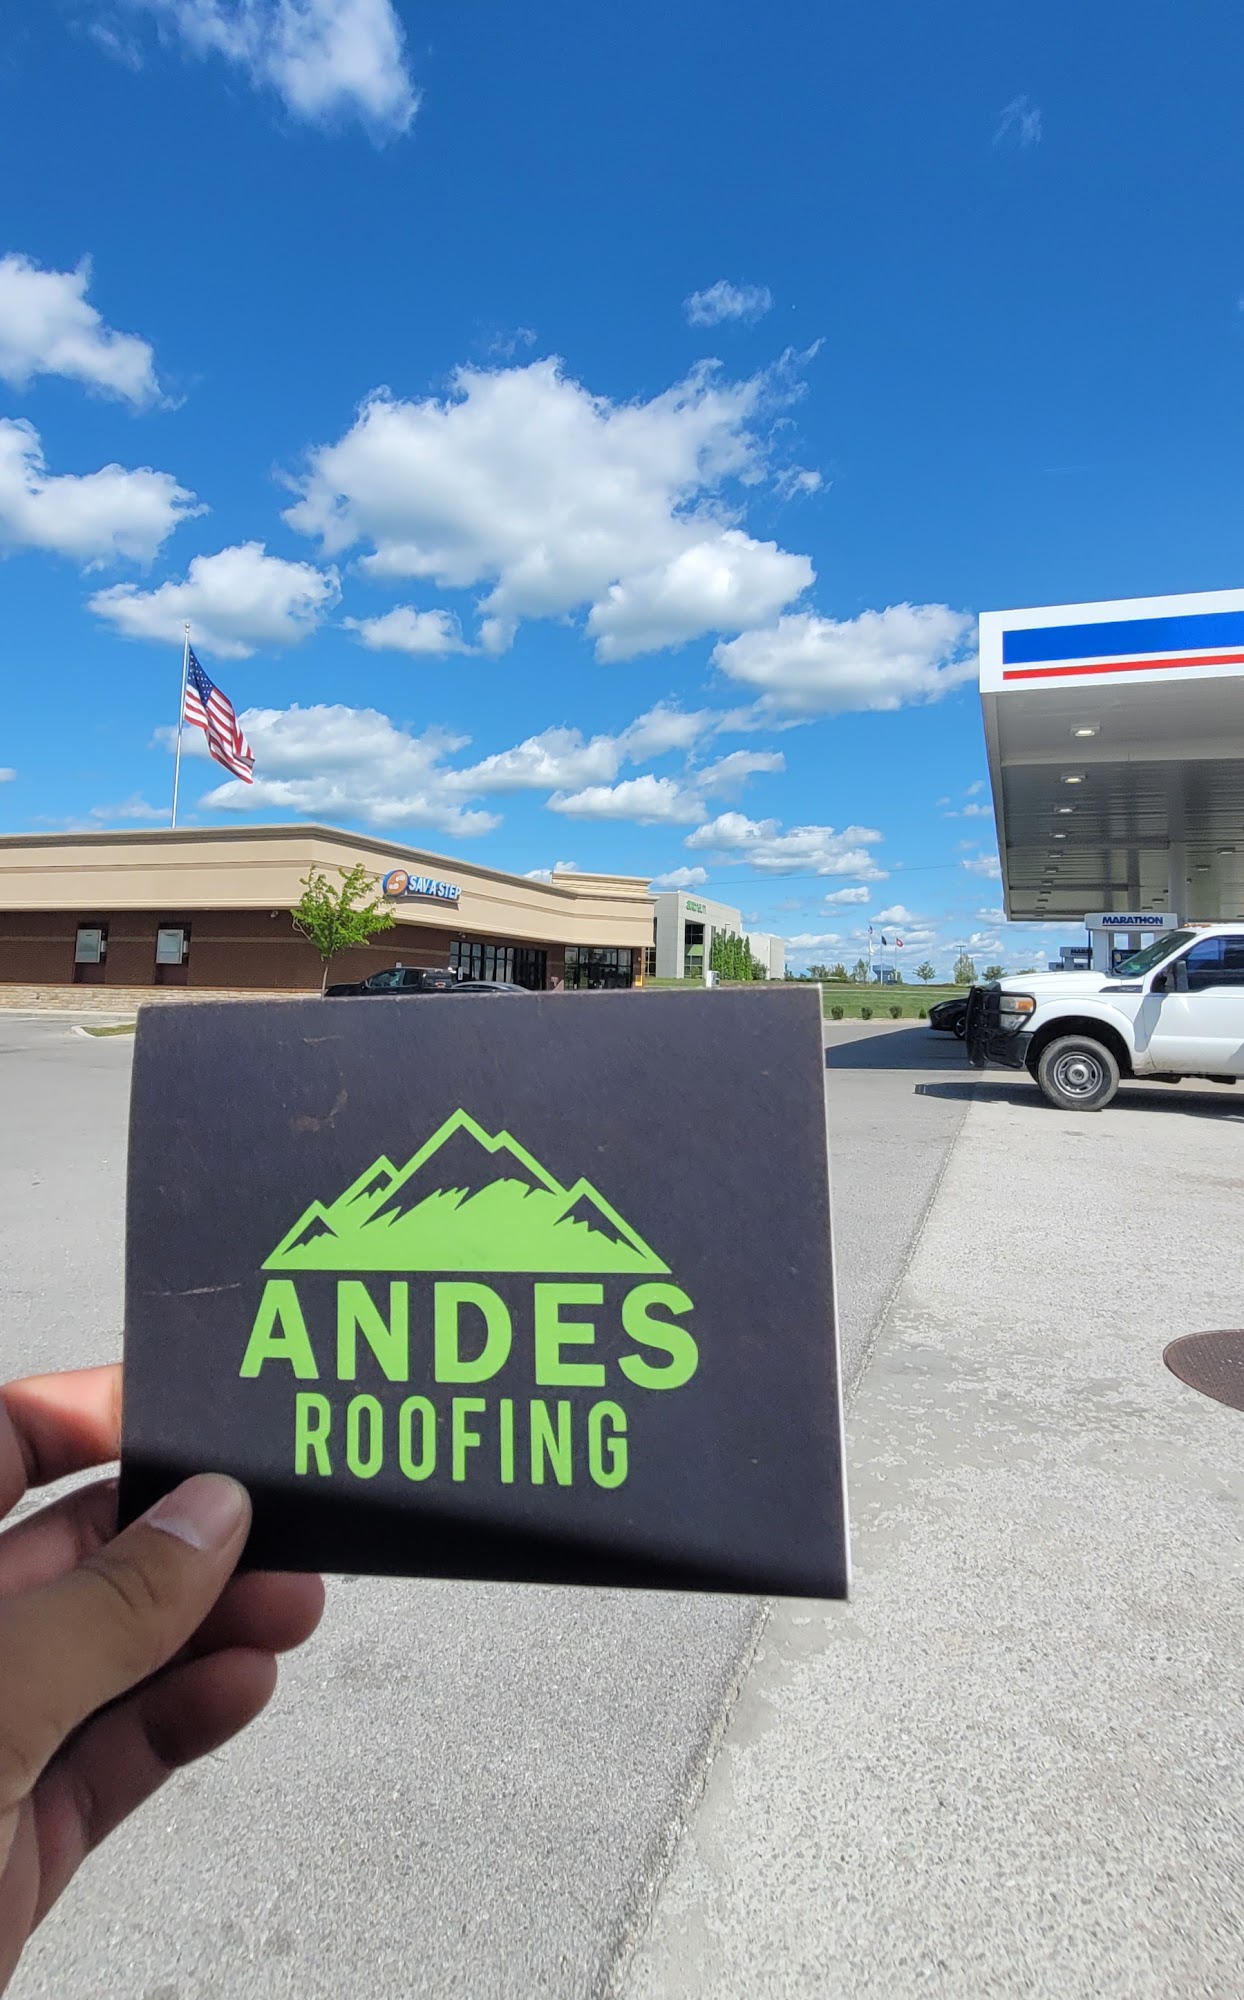 SAV A STEP
MARATHON
ANDES
ROOFING